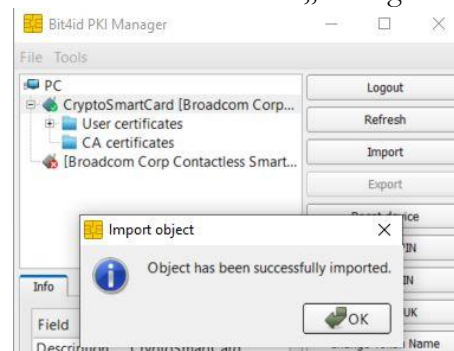 Bit4id PKI Manager
File Tools
PC
CryptoSmartCard [Broadcom Corp...
User certificates
CA certificates
[Broadcom Corp Contactless Smart...
Logout
Refresh
Import
Export
Import object
Object has been successfully imported.
OK
Info
Field
Name